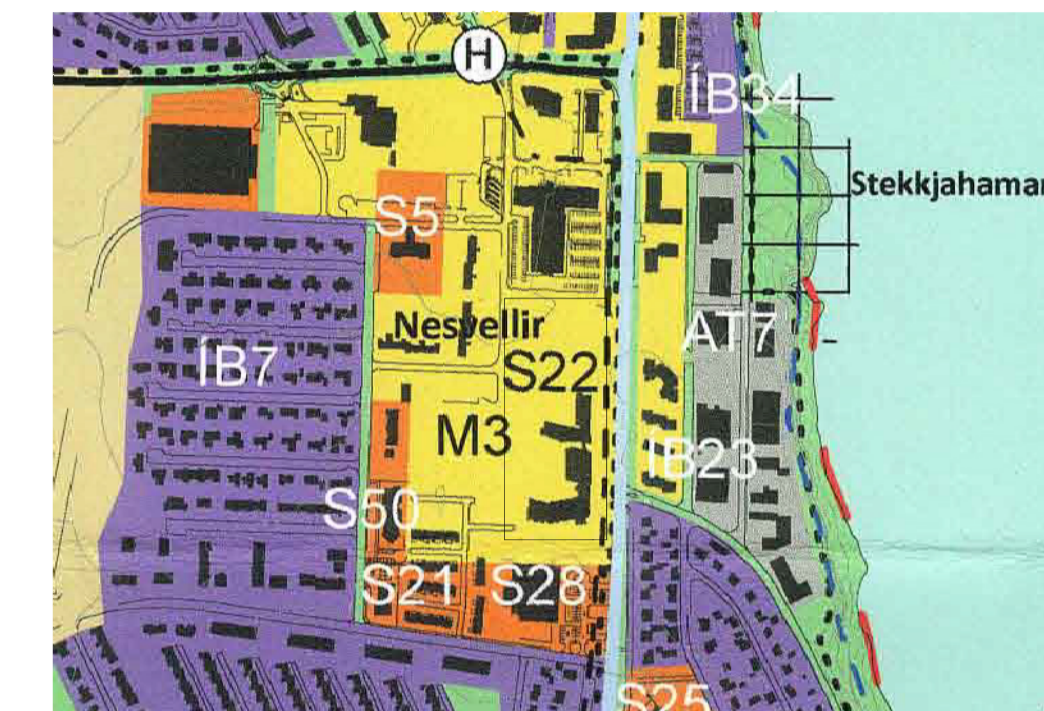 H
ÍB34
Stekkjahamar
S5
Nesvellir
AT7
ÍB7
S22
M3
ÍB23
S50
S21
S28
S25